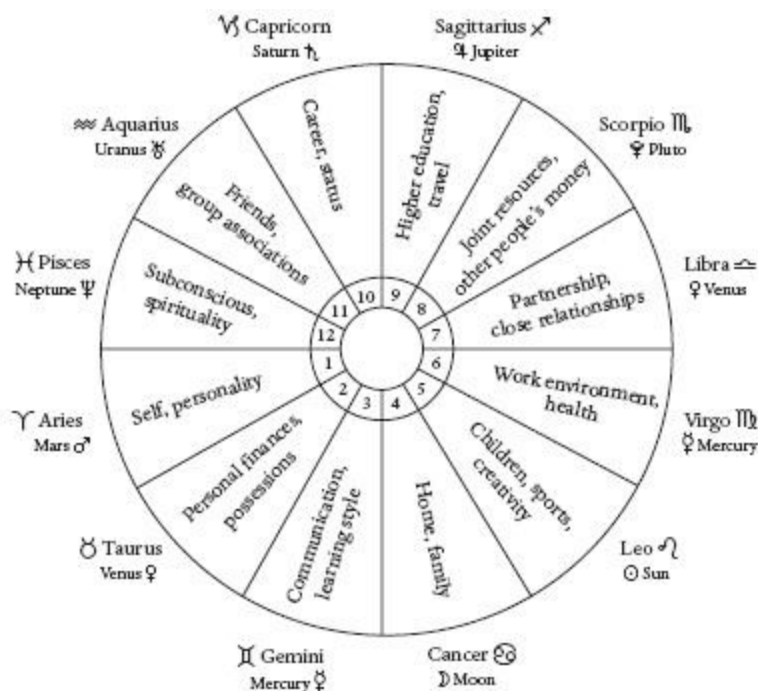 ♑ Capricorn
Saturn ♄
Sagittarius ♐
♃ Jupiter
♒ Aquarius
Uranus ♅
Scorpio ♏
⚴ Pluto
♓ Pisces
Neptune ♆
Libra ♎
♀ Venus
♈ Aries
Mars ♂
Virgo ♍
☿ Mercury
♉ Taurus
Venus ♀
Leo ♌
☉ Sun
♊ Gemini
Mercury ☿
Cancer ♋
☽ Moon
Self, personality
1
Personal finances,
possessions
2
Communication,
learning style
3
Home, family
4
Children, sports,
creativity
5
Work environment,
health
6
Partnership,
close relationships
7
Joint resources,
other people's money
8
Higher education,
travel
9
Career, status
10
Friends,
group associations
11
Subconscious,
spirituality
12